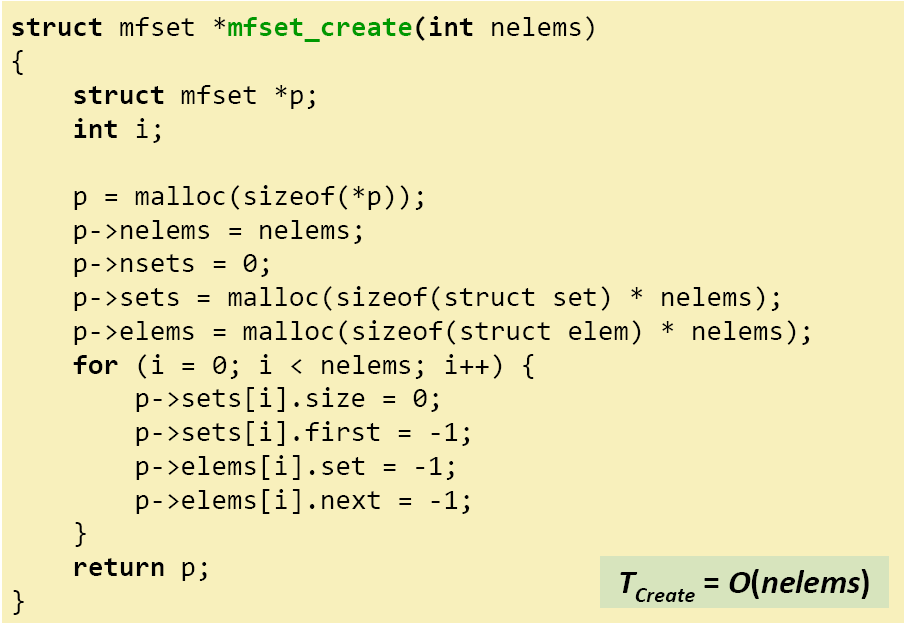 struct mfset *mfset_create(int nelems)
{
    struct mfset *p;
    int i;

    p = malloc(sizeof(*p));
    p->nelems = nelems;
    p->nsets = 0;
    p->sets = malloc(sizeof(struct set) * nelems);
    p->elems = malloc(sizeof(struct elem) * nelems);
    for (i = 0; i < nelems; i++) {
        p->sets[i].size = 0;
        p->sets[i].first = -1;
        p->elems[i].set = -1;
        p->elems[i].next = -1;
    }
    return p;
}
T_Create = O(nelems)